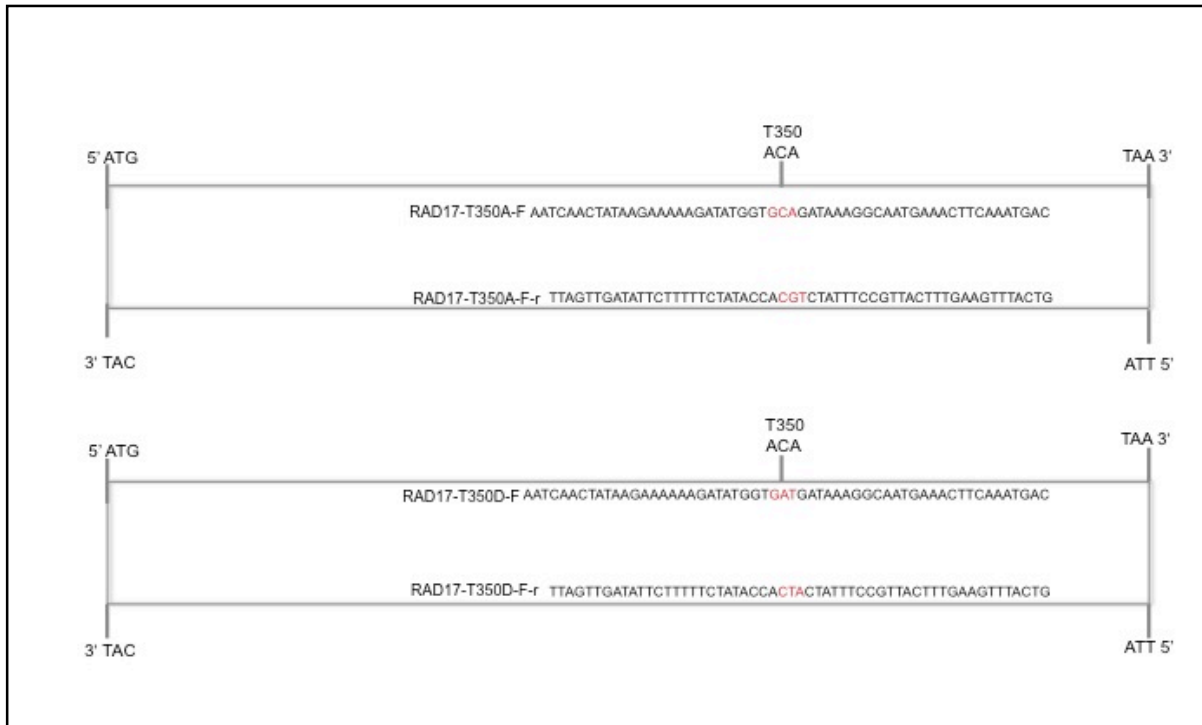 T350
5' ATG ACA TAA 3'
RAD17-T350A-F AATCAACTATAAGAAAAAGATATGGTGCAGATAAAGGCAATGAAACTTCAAATGAC
RAD17-T350A-F-r TTAGTTGATATTCTTTTTCTATACCACGTCTATTTCCGTTACTTTGAAGTTTACTG
3' TAC ATT 5'
T350
5' ATG ACA TAA 3'
RAD17-T350D-F AATCAACTATAAGAAAAAAGATATGGTGATGATAAAGGCAATGAAACTTCAAATGAC
RAD17-T350D-F-r TTAGTTGATATTCTTTTTCTATACCACTACTATTTCCGTTACTTTGAAGTTTACTG
3' TAC ATT 5'